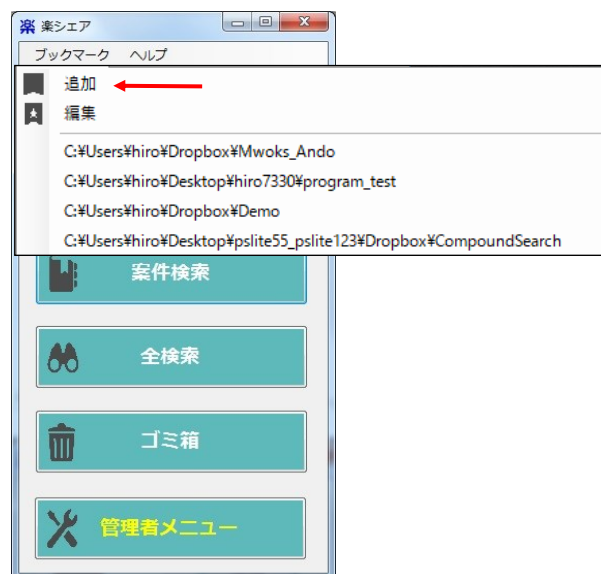 楽 楽シェア
ブックマーク ヘルプ
追加
編集
C:¥Users¥hiro¥Dropbox¥Mwoks_Ando
C:¥Users¥hiro¥Desktop¥hiro7330¥program_test
C:¥Users¥hiro¥Dropbox¥Demo
C:¥Users¥hiro¥Desktop¥pslite55_pslite123¥Dropbox¥CompoundSearch
案件検索
全検索
ゴミ箱
管理者メニュー